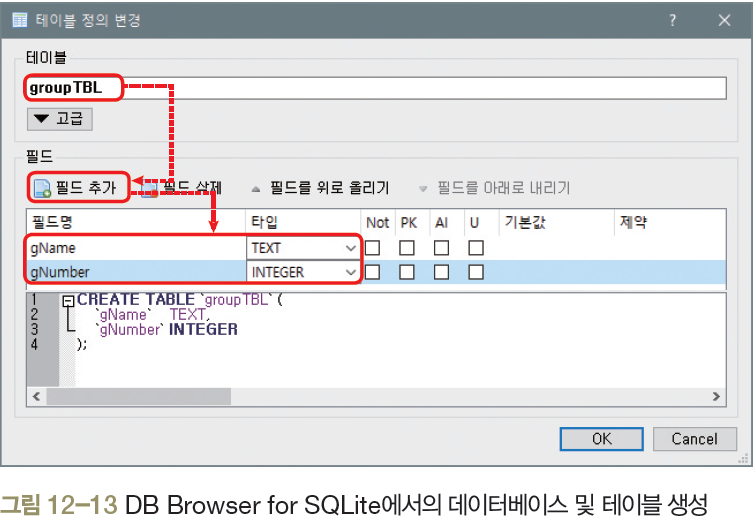 테이블 정의 변경
?
테이블
groupTBL
고급
필드
필드 추가 필드 삭제 필드를 위로 올리기 필드를 아래로 내리기
필드명 타입 Not PK AI U 기본값 제약
gName TEXT
gNumber INTEGER
1 CREATE TABLE `groupTBL` (
2 `gName` TEXT,
3 `gNumber` INTEGER
4 );
OK Cancel
그림 12-13 DB Browser for SQLite에서의 데이터베이스 및 테이블 생성